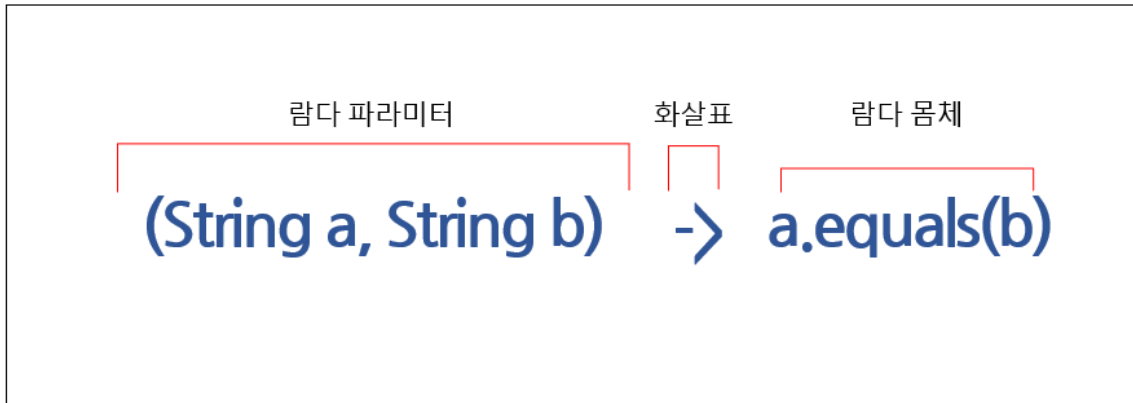 람다 파라미터 화살표 람다 몸체
(String a, String b) -> a.equals(b)